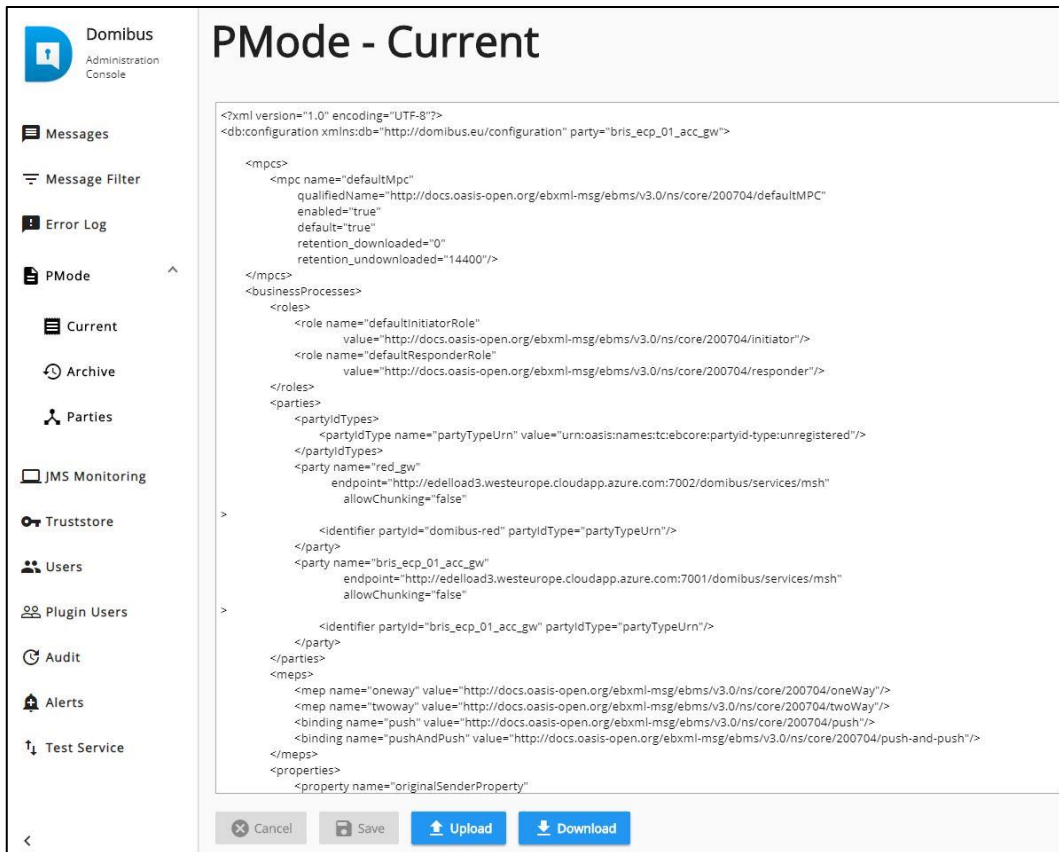 Domibus
Administration
Console
Messages
Message Filter
Error Log
PMode
Current
Archive
Parties
JMS Monitoring
Truststore
Users
Plugin Users
Audit
Alerts
Test Service
PMode - Current
<?xml version="1.0" encoding="UTF-8"?>
<db:configuration xmlns:db="http://domibus.eu/configuration" party="bris_ecp_01_acc_gw">
<mpcs>
<mpc name="defaultMpc"
qualifiedName="http://docs.oasis-open.org/ebxml-msg/ebms/v3.0/ns/core/200704/defaultMPC"
enabled="true"
default="true"
retention_downloaded="0"
retention_undownloaded="14400"/>
</mpcs>
<businessProcesses>
<roles>
<role name="defaultInitiatorRole"
value="http://docs.oasis-open.org/ebxml-msg/ebms/v3.0/ns/core/200704/initiator"/>
<role name="defaultResponderRole"
value="http://docs.oasis-open.org/ebxml-msg/ebms/v3.0/ns/core/200704/responder"/>
</roles>
<parties>
<partyIdTypes>
<partyIdType name="partyTypeUrn" value="urn:oasis:names:tc:ebcore:partyid-type:unregistered"/>
</partyIdTypes>
<party name="red_gw"
endpoint="http://edelload3.westeurope.cloudapp.azure.com:7002/domibus/services/msh"
allowChunking="false"
>
<identifier partyId="domibus-red" partyIdType="partyTypeUrn"/>
</party>
<party name="bris_ecp_01_acc_gw"
endpoint="http://edelload3.westeurope.cloudapp.azure.com:7001/domibus/services/msh"
allowChunking="false"
>
<identifier partyId="bris_ecp_01_acc_gw" partyIdType="partyTypeUrn"/>
</party>
</parties>
<meps>
<mep name="oneway" value="http://docs.oasis-open.org/ebxml-msg/ebms/v3.0/ns/core/200704/oneWay"/>
<mep name="twoway" value="http://docs.oasis-open.org/ebxml-msg/ebms/v3.0/ns/core/200704/twoWay"/>
<binding name="push" value="http://docs.oasis-open.org/ebxml-msg/ebms/v3.0/ns/core/200704/push"/>
<binding name="pushAndPush" value="http://docs.oasis-open.org/ebxml-msg/ebms/v3.0/ns/core/200704/push-and-push"/>
</meps>
<properties>
<property name="originalSenderProperty"
Cancel
Save
Upload
Download